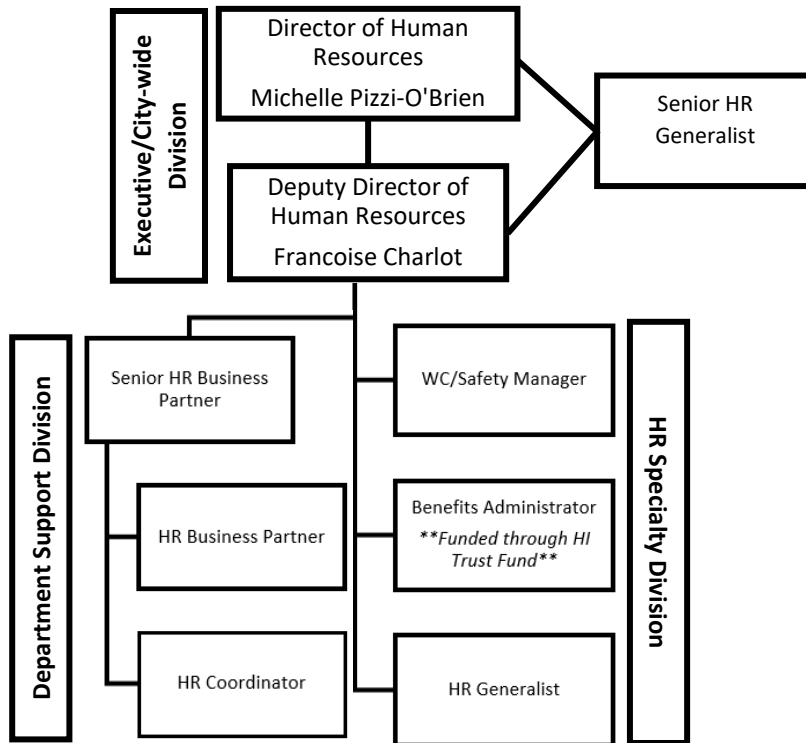 Executive/City-wide
Division
Director of Human
Resources
Michelle Pizzi-O'Brien
Senior HR
Generalist
Deputy Director of
Human Resources
Francoise Charlot
Department Support Division
Senior HR Business
Partner
HR Business Partner
HR Coordinator
WC/Safety Manager
Benefits Administrator
**Funded through HI
Trust Fund**
HR Generalist
HR Specialty Division